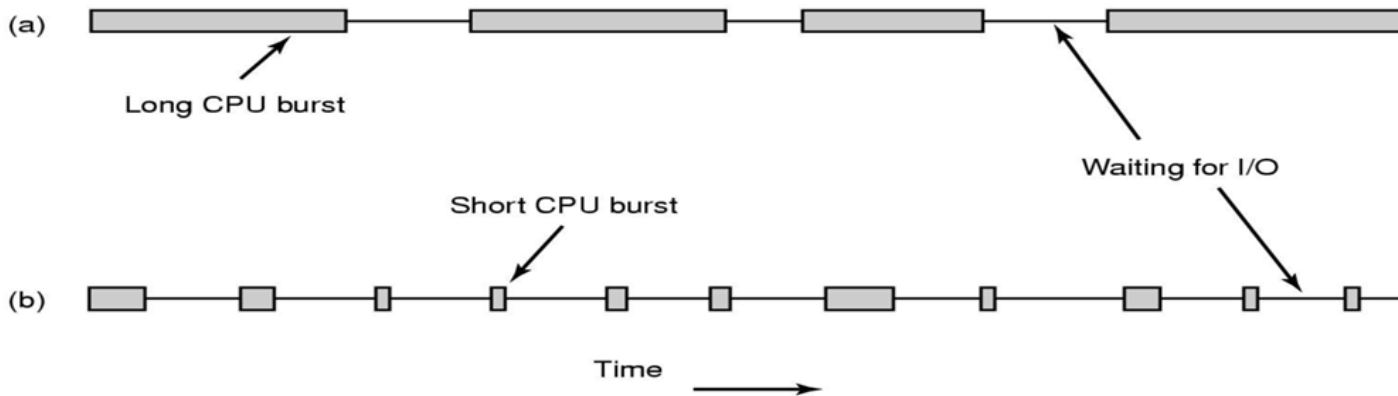 (a)
Long CPU burst
Waiting for I/O
Short CPU burst
(b)
Time